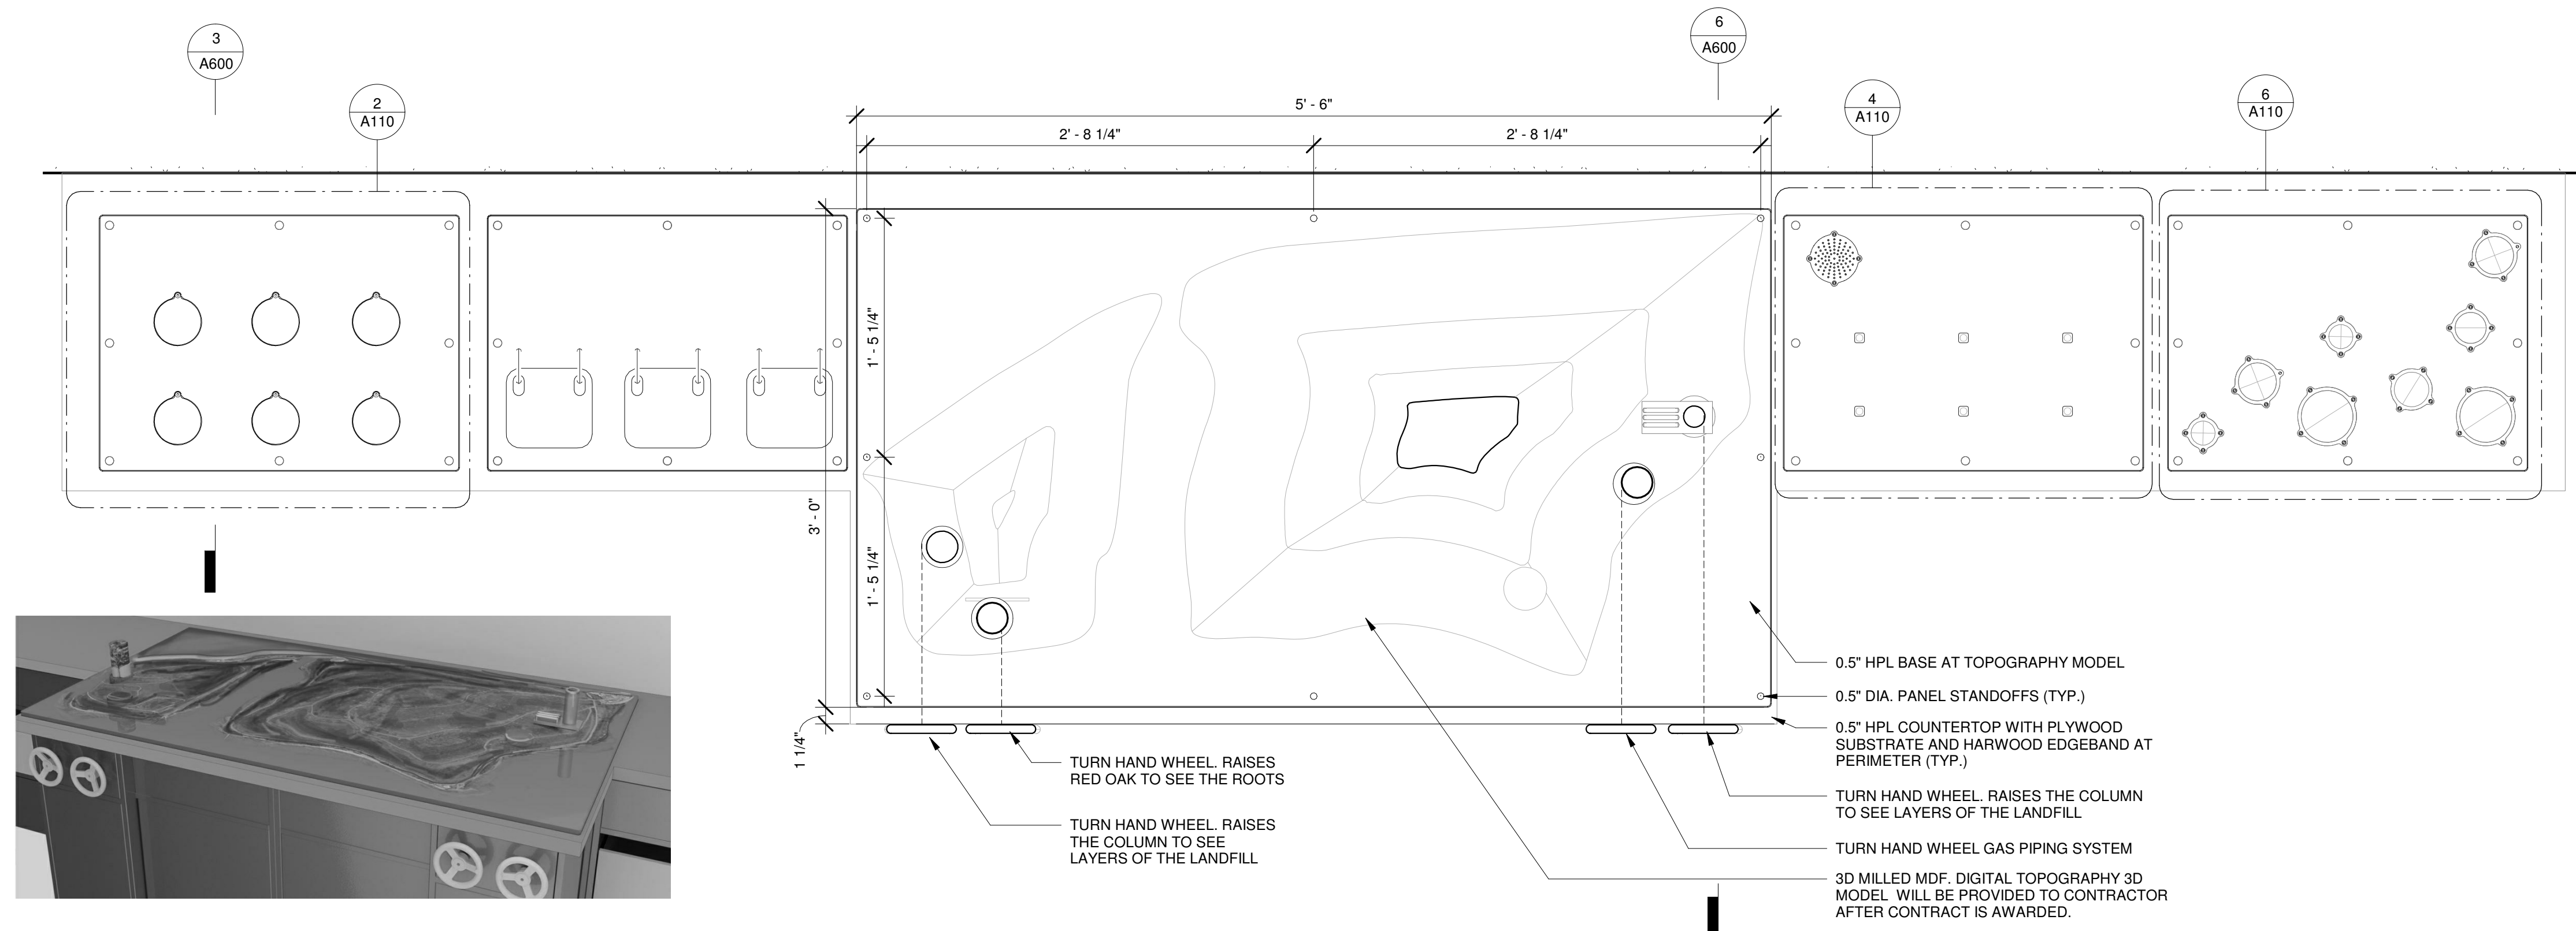 3
A600
2
A110
6
A600
4
A110
6
A110
5' - 6"
2' - 8 1/4"
2' - 8 1/4"
1' - 5 1/4"
3' - 0"
1' - 5 1/4"
1 1/4"
TURN HAND WHEEL. RAISES
RED OAK TO SEE THE ROOTS
TURN HAND WHEEL. RAISES
THE COLUMN TO SEE
LAYERS OF THE LANDFILL
0.5" HPL BASE AT TOPOGRAPHY MODEL
0.5" DIA. PANEL STANDOFFS (TYP.)
0.5" HPL COUNTERTOP WITH PLYWOOD
SUBSTRATE AND HARWOOD EDGEBAND AT
PERIMETER (TYP.)
TURN HAND WHEEL. RAISES THE COLUMN
TO SEE LAYERS OF THE LANDFILL
TURN HAND WHEEL GAS PIPING SYSTEM
3D MILLED MDF. DIGITAL TOPOGRAPHY 3D
MODEL WILL BE PROVIDED TO CONTRACTOR
AFTER CONTRACT IS AWARDED.